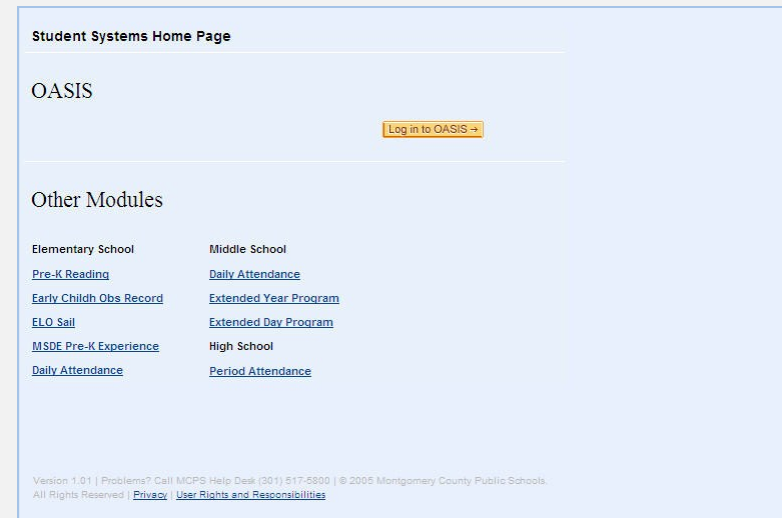 Student Systems Home Page
OASIS
Log in to OASIS →
Other Modules
Elementary School
Pre-K Reading
Early Childh Obs Record
ELO Sail
MSDE Pre-K Experience
Daily Attendance
Middle School
Daily Attendance
Extended Year Program
Extended Day Program
High School
Period Attendance
Version 1.01 | Problems? Call MCPS Help Desk (301) 517-5800 | © 2005 Montgomery County Public Schools.
All Rights Reserved | Privacy | User Rights and Responsibilities